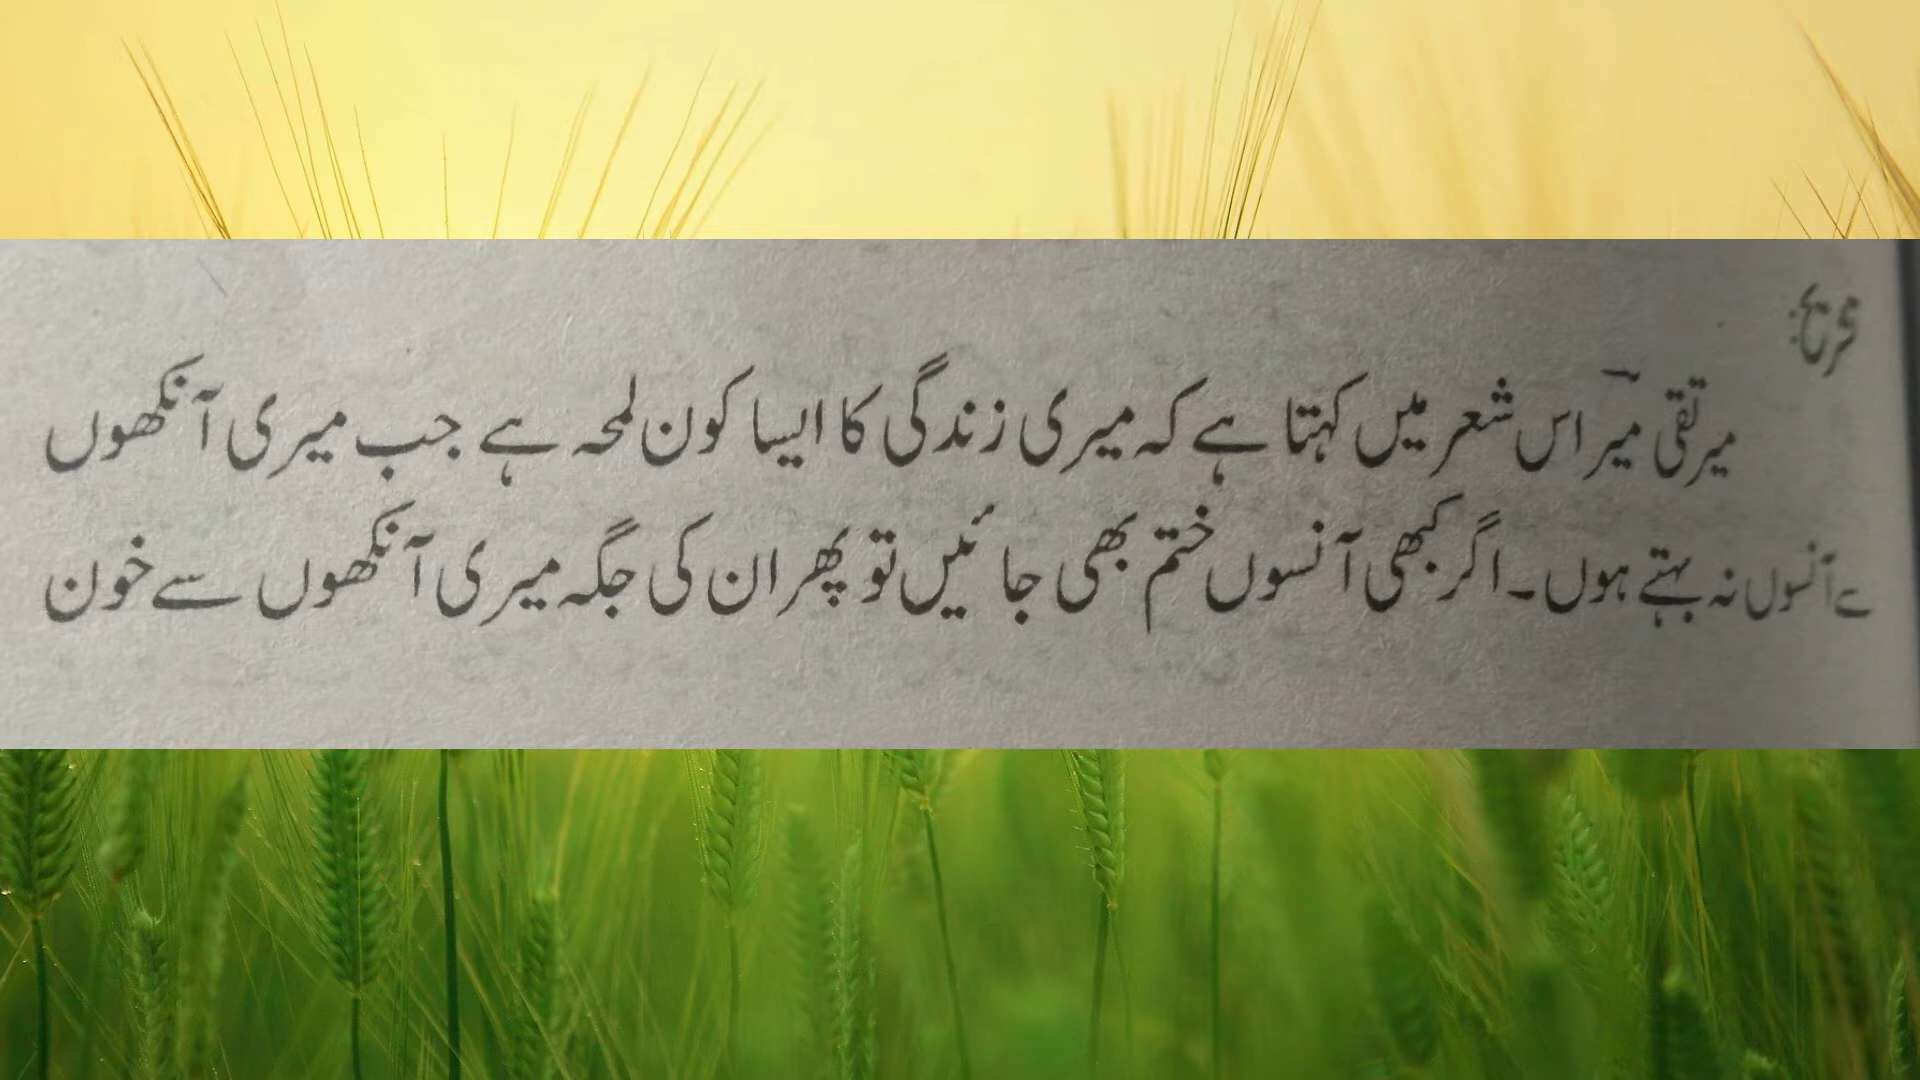 تشریح:
میر تقی میرؔ اس شعر میں کہتا ہے کہ میری زندگی کا ایسا کون لمحہ ہے جب میری آنکھوں
سے آنسوں نہ بہتے ہوں۔ اگر کبھی آنسوں ختم بھی جائیں تو پھر ان کی جگہ میری آنکھوں سے خون